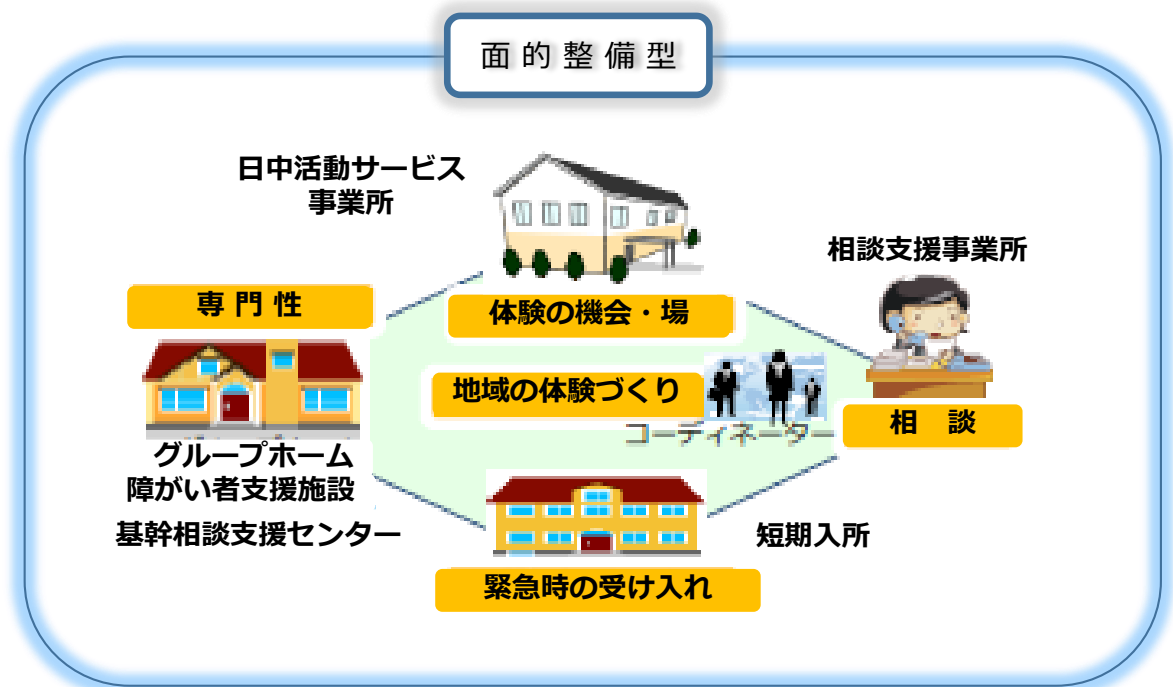 面的整備型
日中活動サービス
事業所
相談支援事業所
専門性
体験の機会・場
地域の体験づくり
コーディネーター
相　談
グループホーム
障がい者支援施設
基幹相談支援センター
短期入所
緊急時の受け入れ